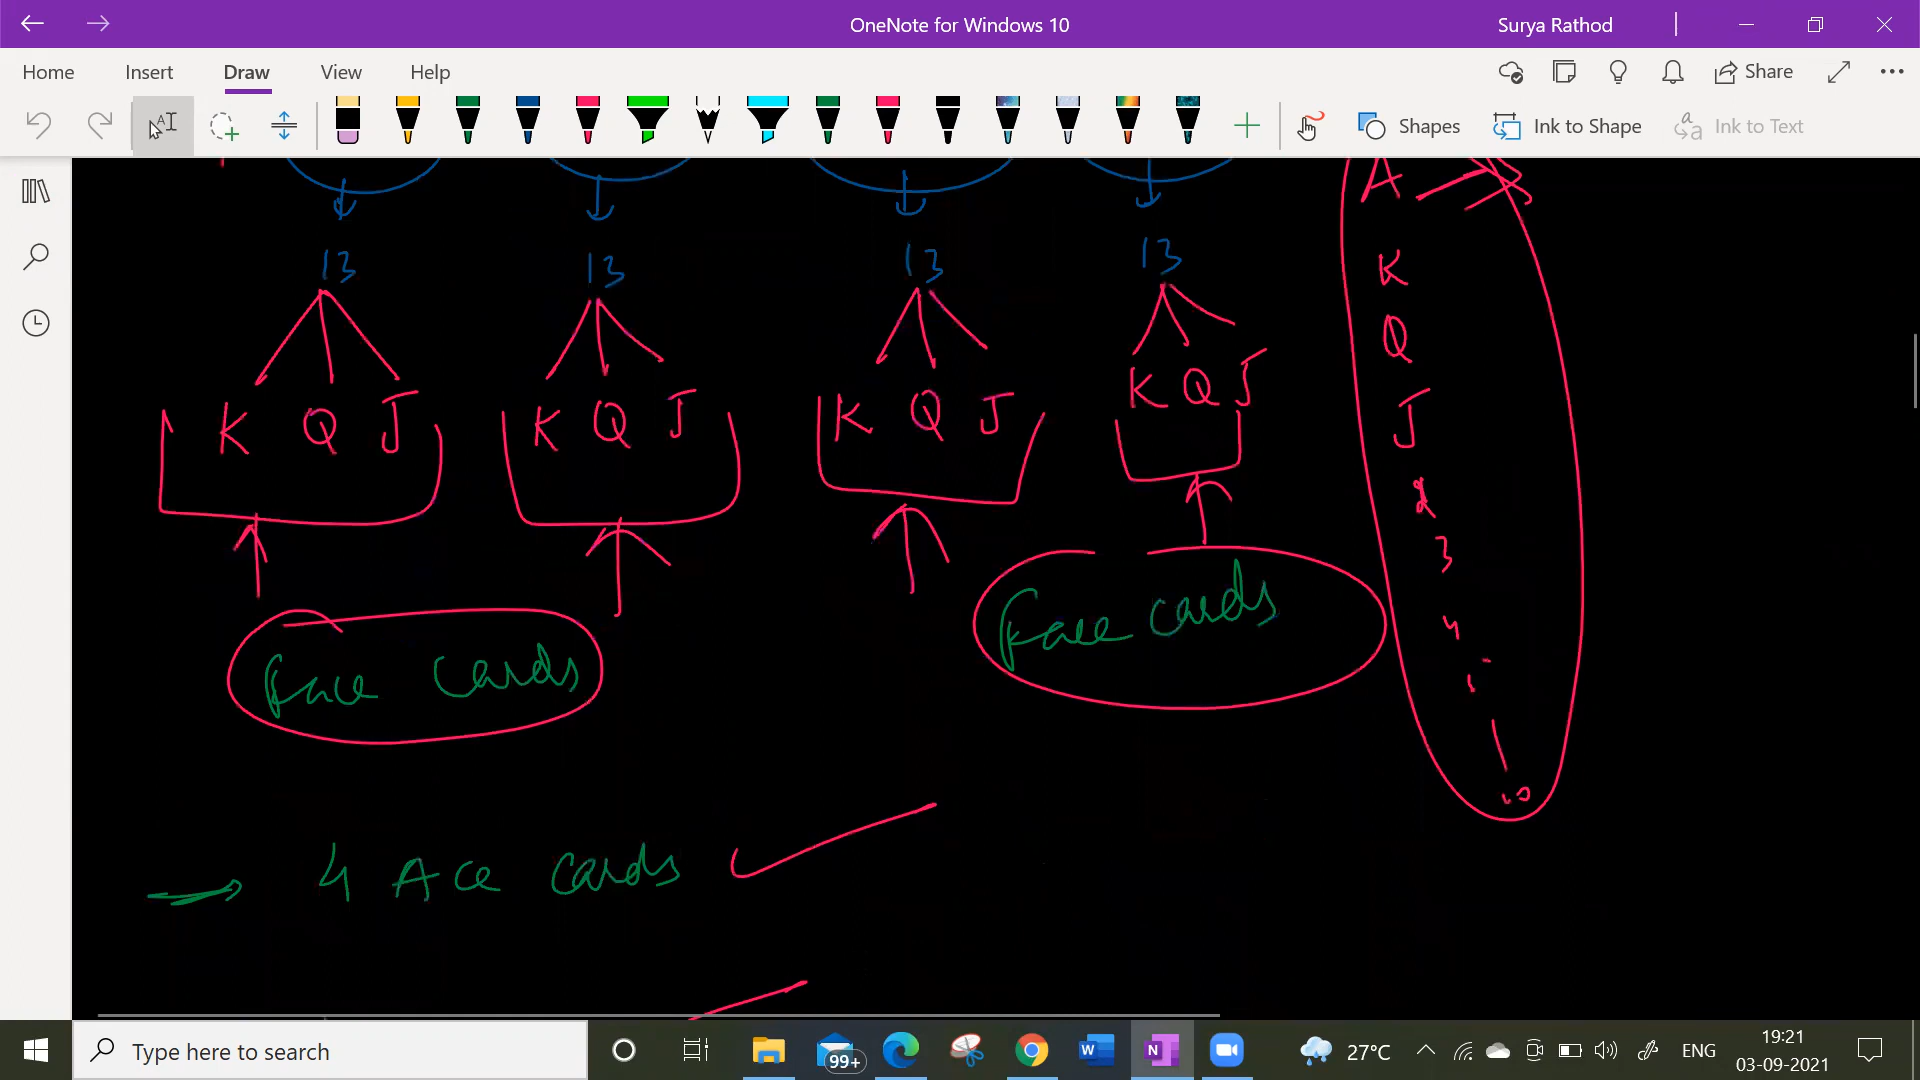 OneNote for Windows 10
Surya Rathod
Home Insert Draw View Help
Share
Shapes
Ink to Shape
Ink to Text
A
13 13 13 13
K
Q
J
2
3
4
10
K Q J K Q J K Q J K Q J
Face cards
Face cards
4 Ace cards
Type here to search
99+
27°C
ENG
19:21
03-09-2021